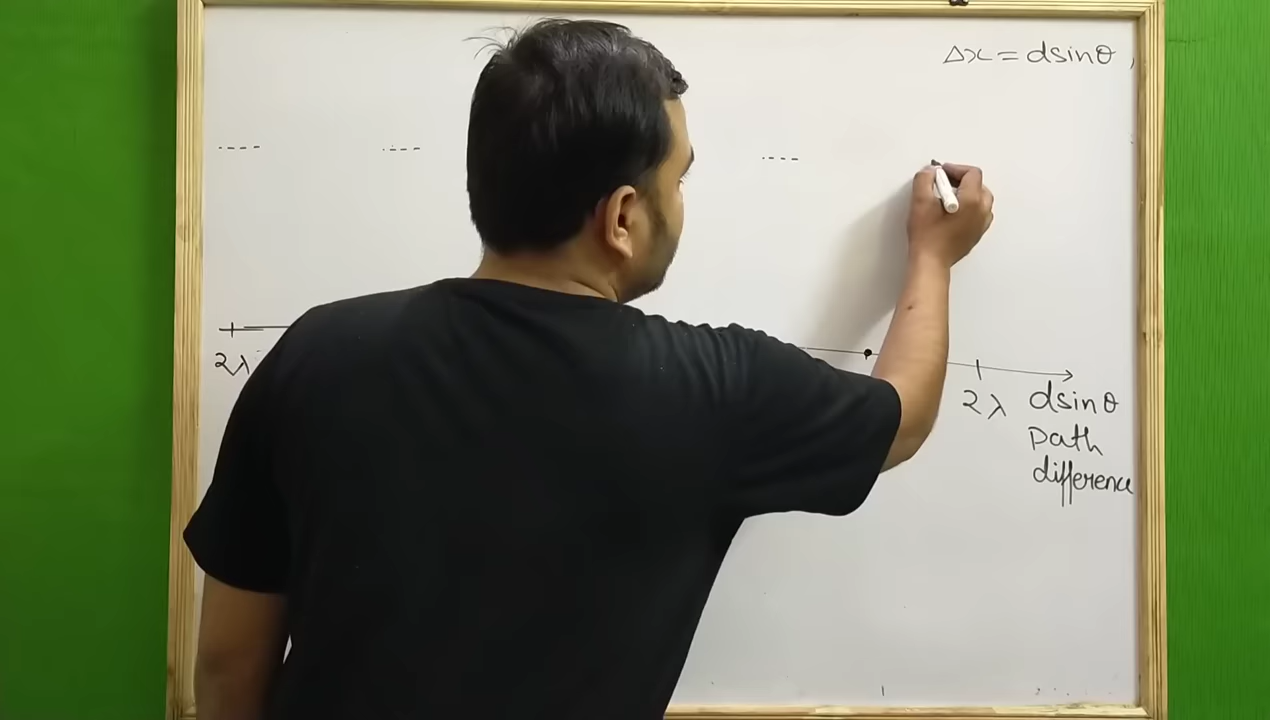 Δx = dsinθ,
2λ
2λ
dsinθ
path
difference